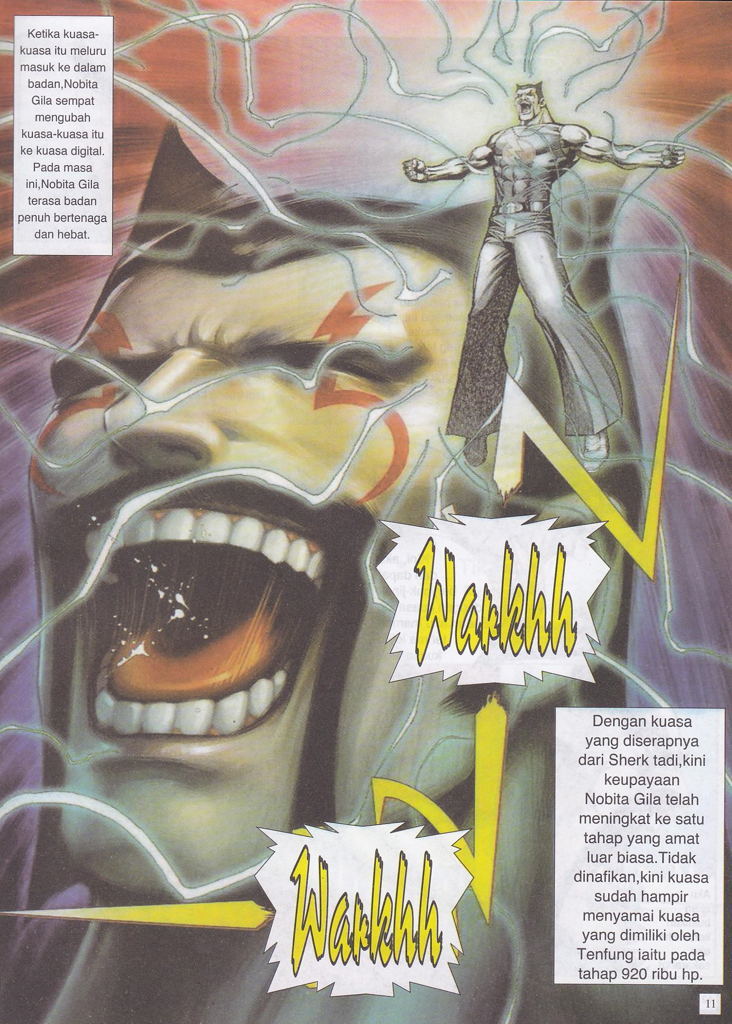 Ketika kuasa-
kuasa itu meluru
masuk ke dalam
badan,Nobita
Gila sempat
mengubah
kuasa-kuasa itu
ke kuasa digital.
Pada masa
ini,Nobita Gila
terasa badan
penuh bertenaga
dan hebat.
Warkhh
Warkhh
Dengan kuasa
yang diserapnya
dari Sherk tadi,kini
keupayaan
Nobita Gila telah
meningkat ke satu
tahap yang amat
luar biasa.Tidak
dinafikan,kini kuasa
sudah hampir
menyamai kuasa
yang dimiliki oleh
Tenfung iaitu pada
tahap 920 ribu hp.
11